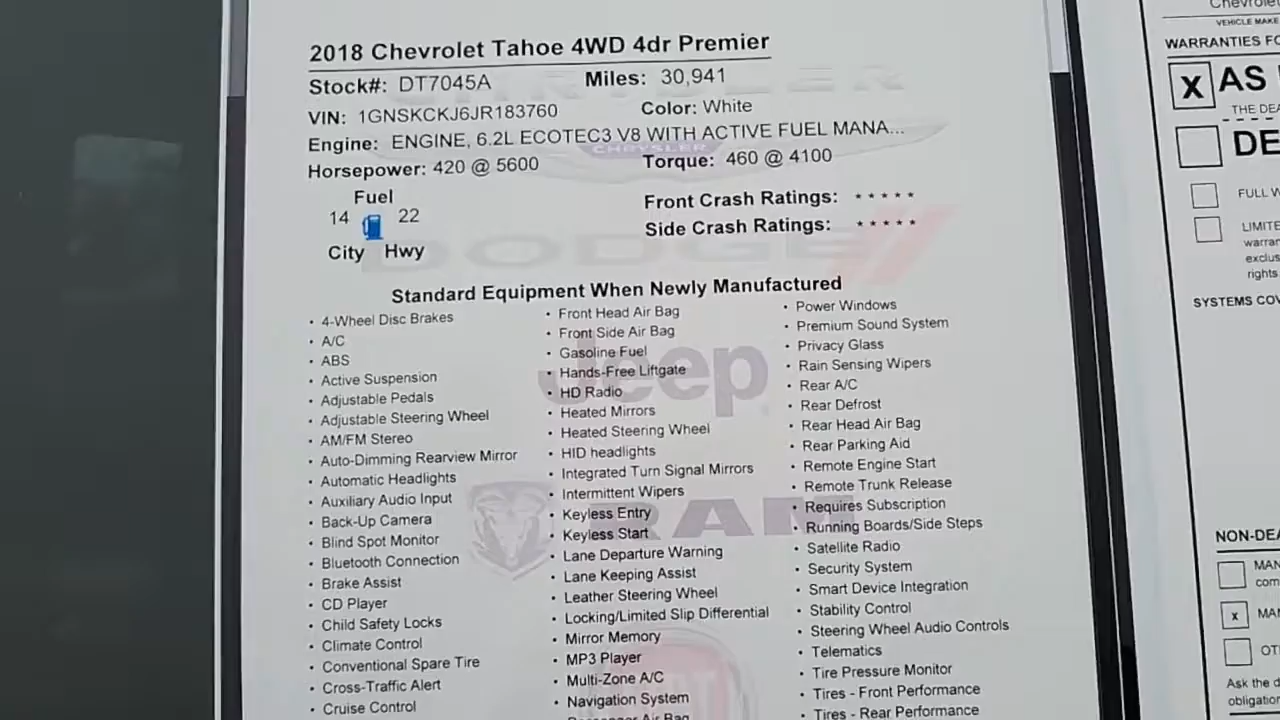 2018 Chevrolet Tahoe 4WD 4dr Premier
Stock#: DT7045A Miles: 30,941
VIN: 1GNSKCKJ6JR183760 Color: White
Engine: ENGINE, 6.2L ECOTEC3 V8 WITH ACTIVE FUEL MANA...
Horsepower: 420 @ 5600 Torque: 460 @ 4100
Fuel
14 22
City Hwy
Front Crash Ratings: * * * * *
Side Crash Ratings: * * * * *
CHRYSLER
CHRYSLER
DODGE
Jeep
RAM
Standard Equipment When Newly Manufactured
• 4-Wheel Disc Brakes
• A/C
• ABS
• Active Suspension
• Adjustable Pedals
• Adjustable Steering Wheel
• AM/FM Stereo
• Auto-Dimming Rearview Mirror
• Automatic Headlights
• Auxiliary Audio Input
• Back-Up Camera
• Blind Spot Monitor
• Bluetooth Connection
• Brake Assist
• CD Player
• Child Safety Locks
• Climate Control
• Conventional Spare Tire
• Cross-Traffic Alert
• Cruise Control
• Front Head Air Bag
• Front Side Air Bag
• Gasoline Fuel
• Hands-Free Liftgate
• HD Radio
• Heated Mirrors
• Heated Steering Wheel
• HID headlights
• Integrated Turn Signal Mirrors
• Intermittent Wipers
• Keyless Entry
• Keyless Start
• Lane Departure Warning
• Lane Keeping Assist
• Leather Steering Wheel
• Locking/Limited Slip Differential
• Mirror Memory
• MP3 Player
• Multi-Zone A/C
• Navigation System
• Passenger Air Bag
• Power Windows
• Premium Sound System
• Privacy Glass
• Rain Sensing Wipers
• Rear A/C
• Rear Defrost
• Rear Head Air Bag
• Rear Parking Aid
• Remote Engine Start
• Remote Trunk Release
• Requires Subscription
• Running Boards/Side Steps
• Satellite Radio
• Security System
• Smart Device Integration
• Stability Control
• Steering Wheel Audio Controls
• Telematics
• Tire Pressure Monitor
• Tires - Front Performance
• Tires - Rear Performance
Chevrolet
VEHICLE MAKE
WARRANTIES FO
X AS
THE DEA
DE
FULL W
LIMITE
warran
exclus
rights
SYSTEMS COV
NON-DEA
MAN
com
x MAN
OT
Ask the d
obligation